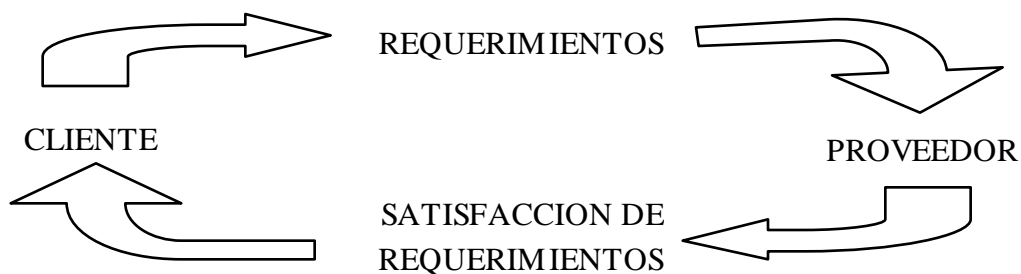 REQUERIMIENTOS
CLIENTE
PROVEEDOR
SATISFACCION DE
REQUERIMIENTOS